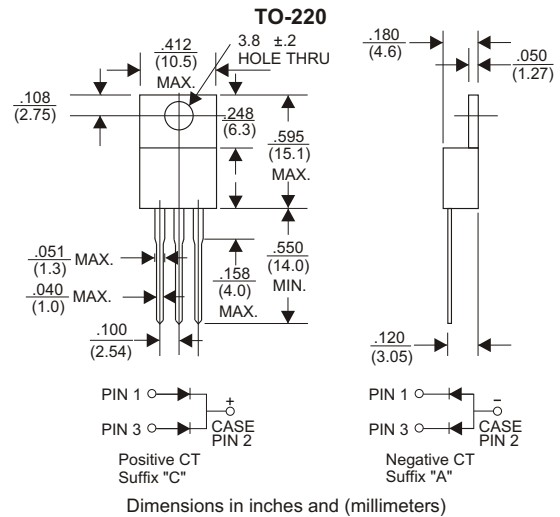 TO-220
.412
(10.5)
MAX.
3.8 ±.2
HOLE THRU
.180
(4.6)
.050
(1.27)
.108
(2.75)
.248
(6.3)
.595
(15.1)
MAX.
.051
(1.3)
MAX.
.040
(1.0)
MAX.
.158
(4.0)
MAX.
.550
(14.0)
MIN.
.100
(2.54)
.120
(3.05)
PIN 1
PIN 3
+
CASE
PIN 2
Positive CT
Suffix "C"
PIN 1
PIN 3
−
CASE
PIN 2
Negative CT
Suffix "A"
Dimensions in inches and (millimeters)